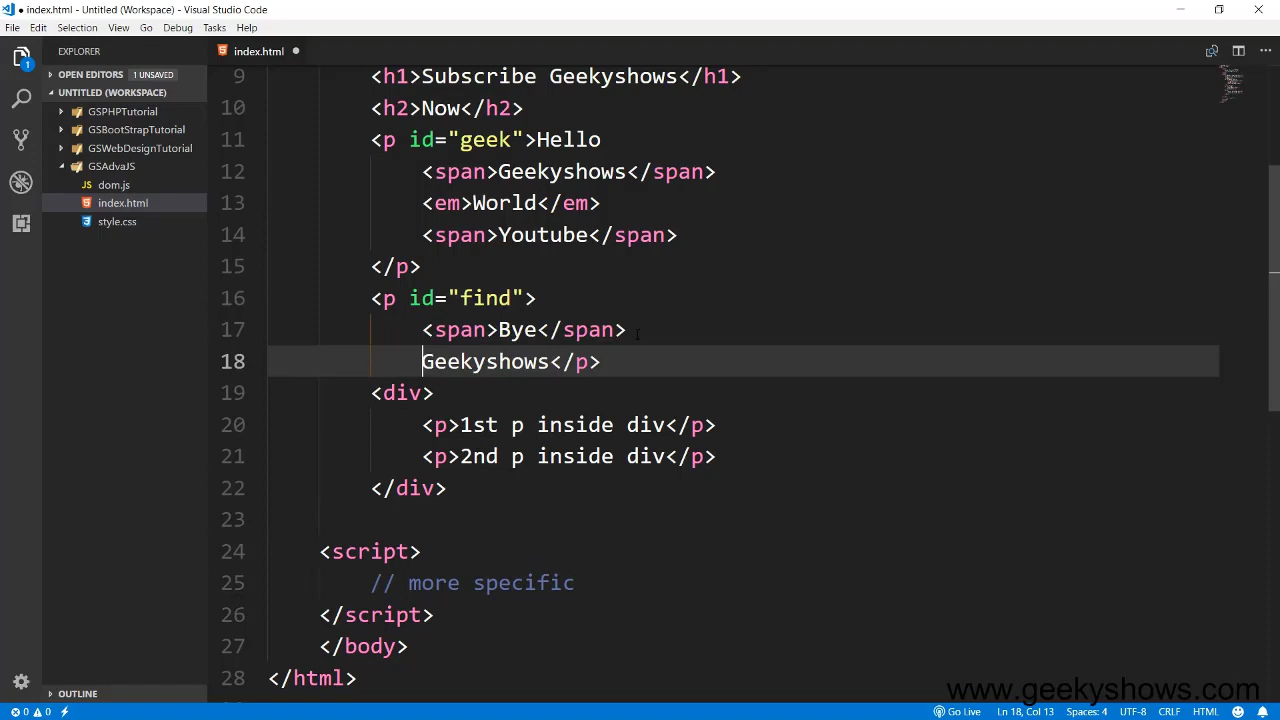 ● index.html - Untitled (Workspace) - Visual Studio Code
File Edit Selection View Go Debug Tasks Help
EXPLORER
index.html ●
OPEN EDITORS 1 UNSAVED
UNTITLED (WORKSPACE)
GSPHPTutorial
GSBootStrapTutorial
GSWebDesignTutorial
GSAdvaJS
JS dom.js
index.html
style.css
OUTLINE
1
9 <h1>Subscribe Geekyshows</h1>
10 <h2>Now</h2>
11 <p id="geek">Hello
12 <span>Geekyshows</span>
13 <em>World</em>
14 <span>Youtube</span>
15 </p>
16 <p id="find">
17 <span>Bye</span>
18 Geekyshows</p>
19 <div>
20 <p>1st p inside div</p>
21 <p>2nd p inside div</p>
22 </div>
23
24 <script>
25 // more specific
26 </script>
27 </body>
28 </html>
www.geekyshows.com
0 0 Go Live Ln 18, Col 13 Spaces: 4 UTF-8 CRLF HTML